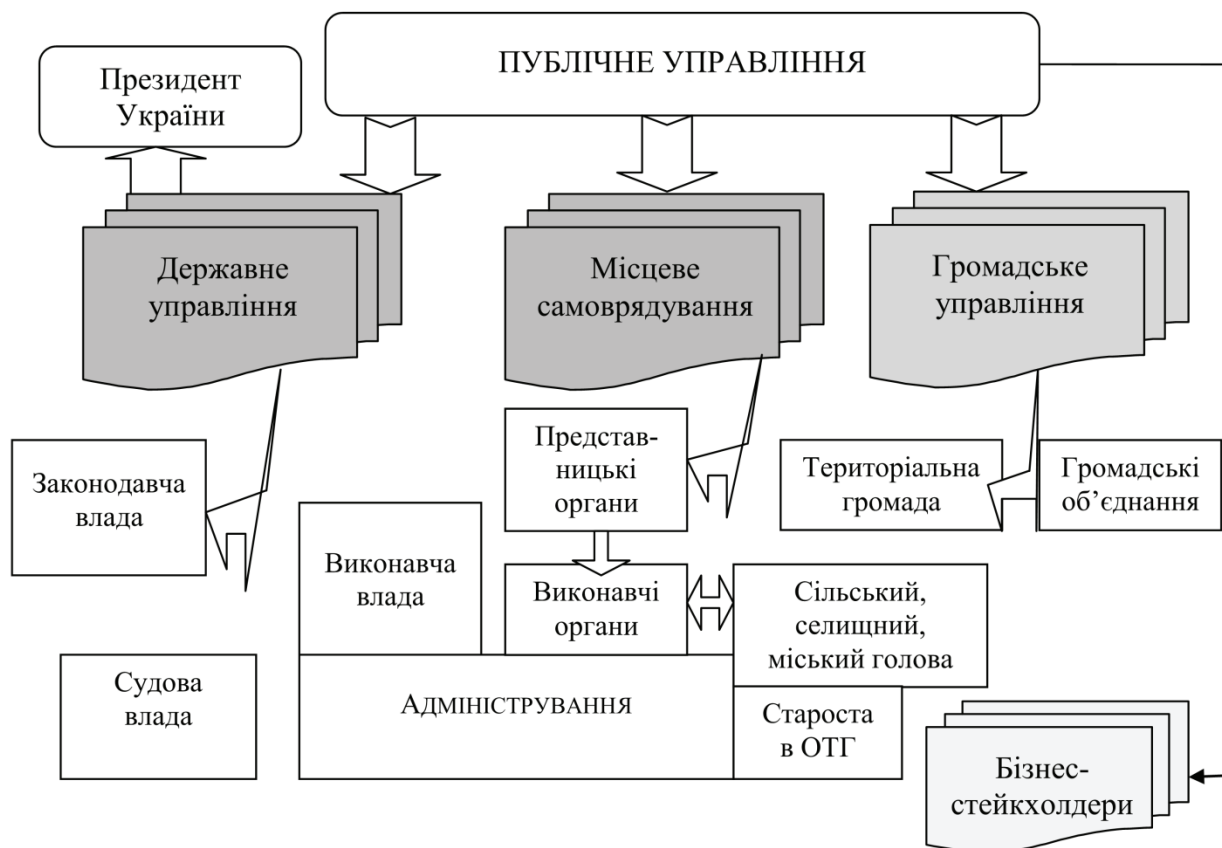 ПУБЛІЧНЕ УПРАВЛІННЯ
Президент
України
Державне
управління
Місцеве
самоврядування
Громадське
управління
Законодавча
влада
Представ-
ницькі
органи
Територіальна
громада
Громадські
об’єднання
Виконавча
влада
Виконавчі
органи
Сільський,
селищний,
міський голова
Судова
влада
АДМІНІСТРУВАННЯ
Староста
в ОТГ
Бізнес-
стейкхолдери